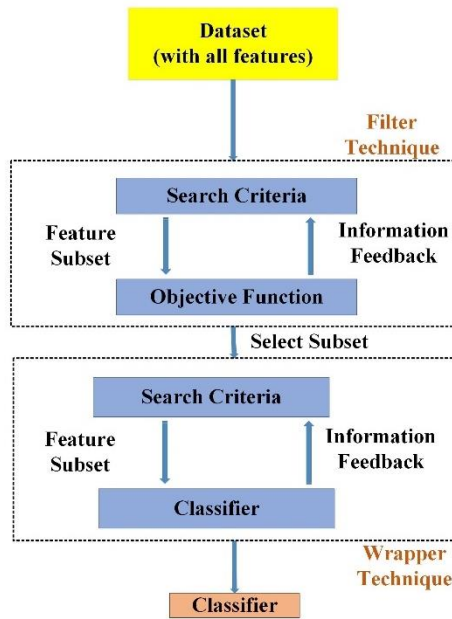 Dataset
(with all features)
Filter
Technique
Search Criteria
Feature
Subset
Information
Feedback
Objective Function
Select Subset
Search Criteria
Feature
Subset
Information
Feedback
Classifier
Wrapper
Technique
Classifier